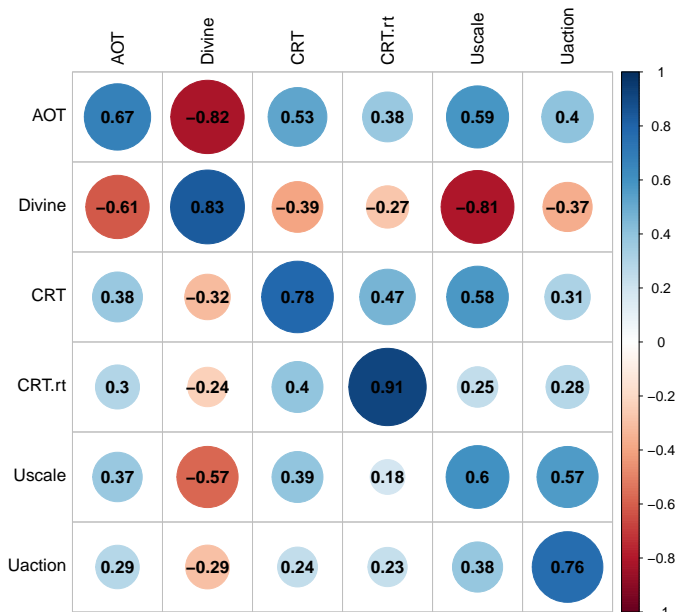 AOT Divine CRT CRT.rt Uscale Uaction
AOT 0.67 −0.82 0.53 0.38 0.59 0.4
Divine −0.61 0.83 −0.39 −0.27 −0.81 −0.37
CRT 0.38 −0.32 0.78 0.47 0.58 0.31
CRT.rt 0.3 −0.24 0.4 0.91 0.25 0.28
Uscale 0.37 −0.57 0.39 0.18 0.6 0.57
Uaction 0.29 −0.29 0.24 0.23 0.38 0.76
1
0.8
0.6
0.4
0.2
0
−0.2
−0.4
−0.6
−0.8
−1